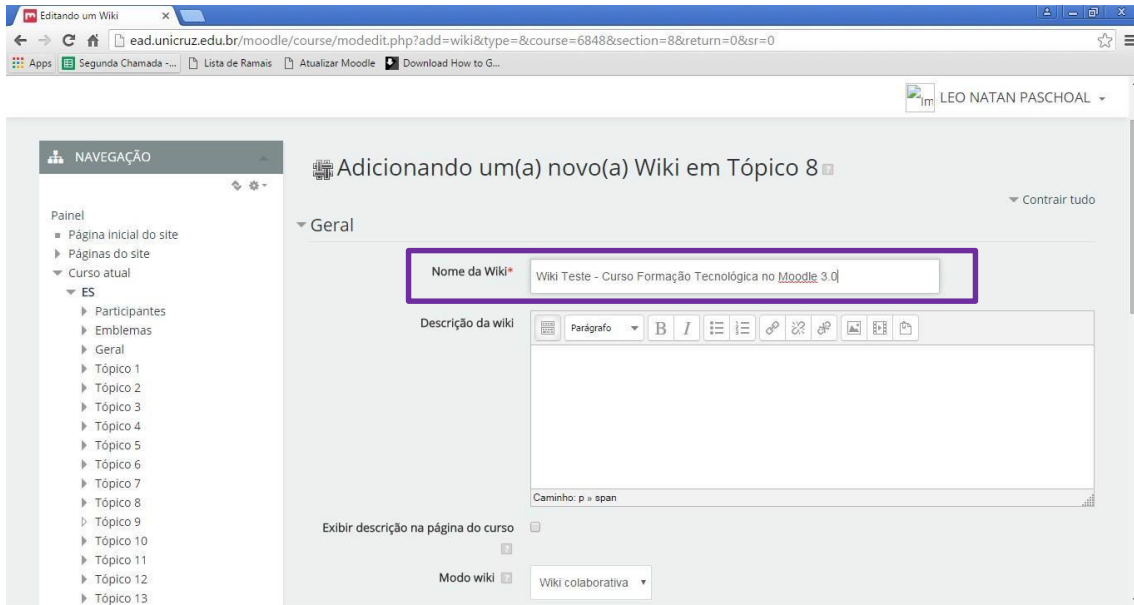 Editando um Wiki
ead.unicruz.edu.br/moodle/course/modedit.php?add=wiki&type=&course=6848&section=8&return=0&sr=0
Apps Segunda Chamada -... Lista de Ramais Atualizar Moodle Download How to G...
Im LEO NATAN PASCHOAL
NAVEGAÇÃO
Painel
Página inicial do site
Páginas do site
Curso atual
ES
Participantes
Emblemas
Geral
Tópico 1
Tópico 2
Tópico 3
Tópico 4
Tópico 5
Tópico 6
Tópico 7
Tópico 8
Tópico 9
Tópico 10
Tópico 11
Tópico 12
Tópico 13
Adicionando um(a) novo(a) Wiki em Tópico 8
Contrair tudo
Geral
Nome da Wiki* Wiki Teste - Curso Formação Tecnológica no Moodle 3.0
Descrição da wiki
Parágrafo B I
Caminho: p » span
Exibir descrição na página do curso
Modo wiki Wiki colaborativa